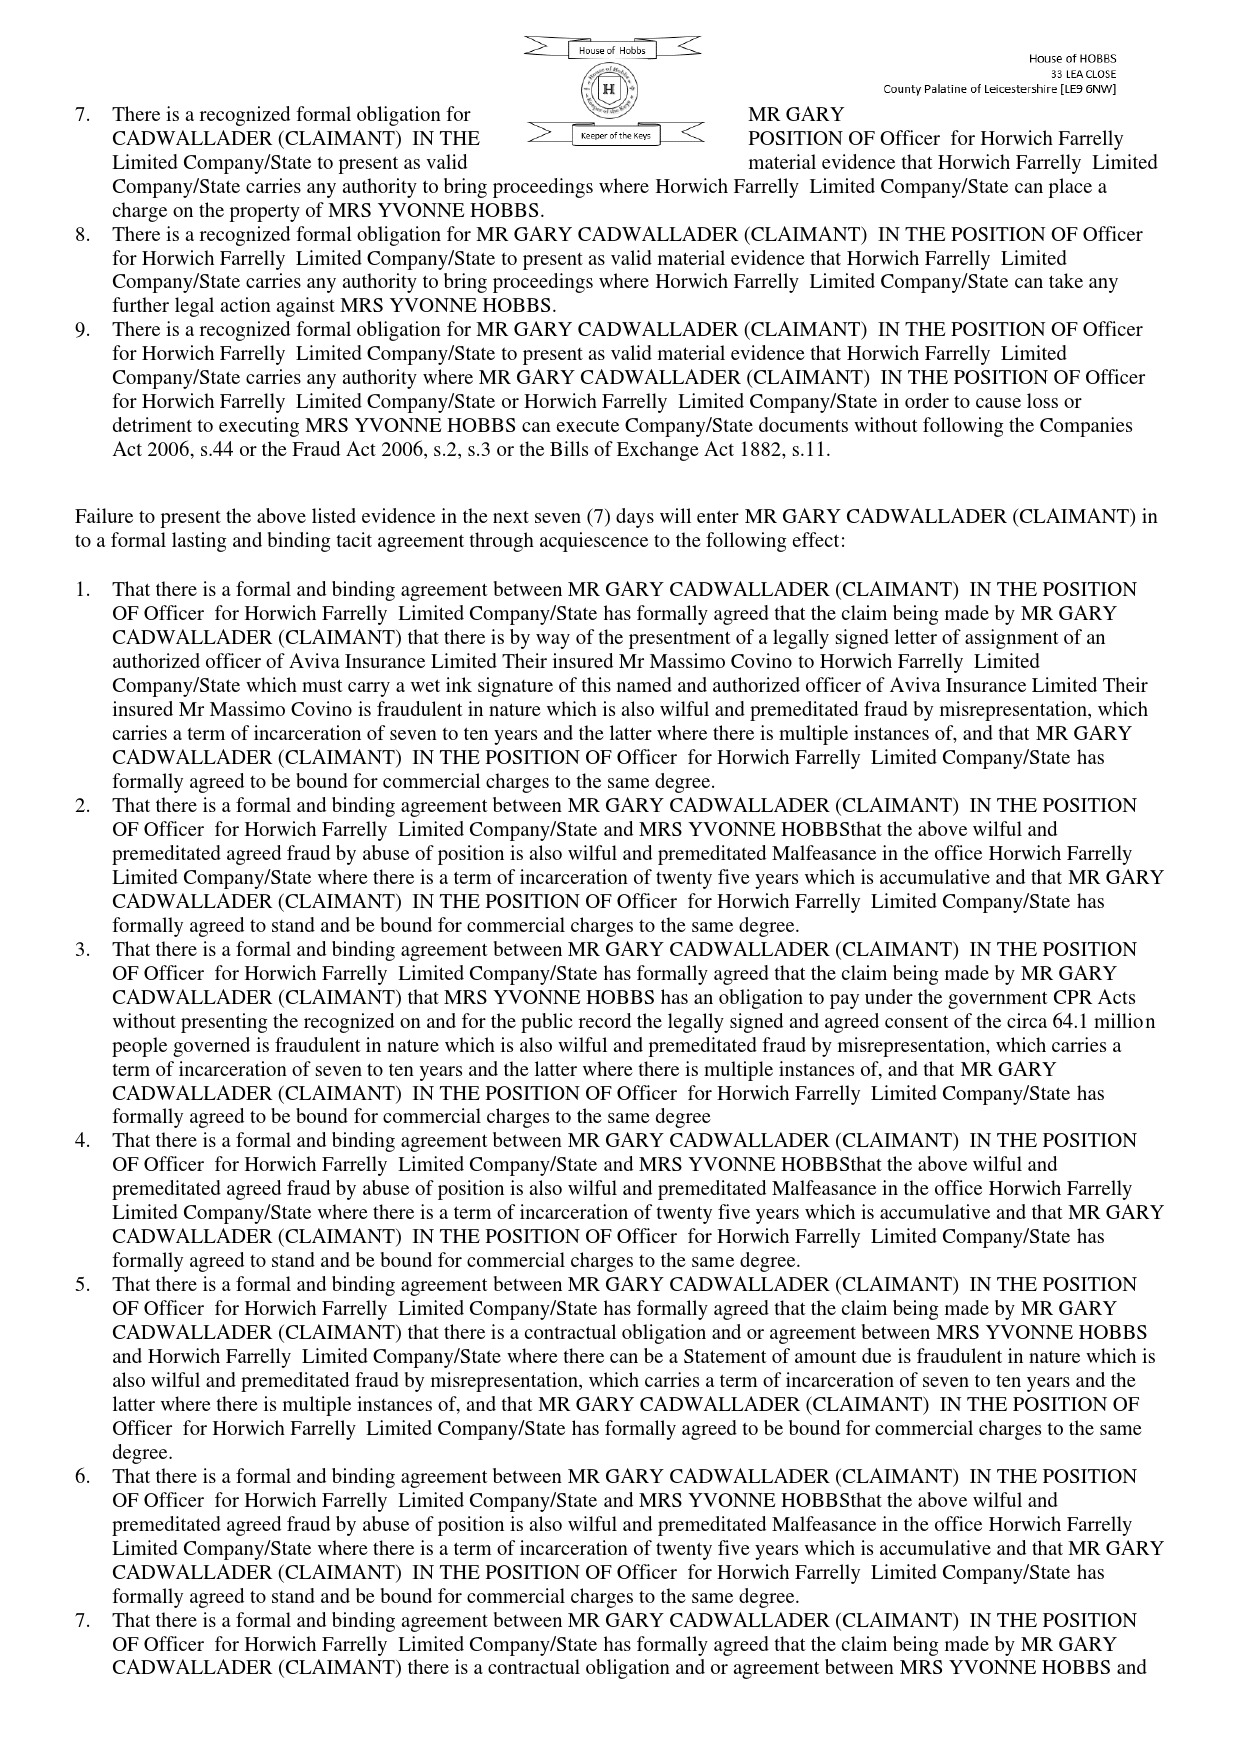 House of Hobbs
House of Hobbs
H
Keeper of the Keys
Keeper of the Keys
House of HOBBS
33 LEA CLOSE
County Palatine of Leicestershire [LE9 6NW]
7. There is a recognized formal obligation for MR GARY
CADWALLADER (CLAIMANT) IN THE POSITION OF Officer for Horwich Farrelly
Limited Company/State to present as valid material evidence that Horwich Farrelly Limited
Company/State carries any authority to bring proceedings where Horwich Farrelly Limited Company/State can place a
charge on the property of MRS YVONNE HOBBS.
8. There is a recognized formal obligation for MR GARY CADWALLADER (CLAIMANT) IN THE POSITION OF Officer
for Horwich Farrelly Limited Company/State to present as valid material evidence that Horwich Farrelly Limited
Company/State carries any authority to bring proceedings where Horwich Farrelly Limited Company/State can take any
further legal action against MRS YVONNE HOBBS.
9. There is a recognized formal obligation for MR GARY CADWALLADER (CLAIMANT) IN THE POSITION OF Officer
for Horwich Farrelly Limited Company/State to present as valid material evidence that Horwich Farrelly Limited
Company/State carries any authority where MR GARY CADWALLADER (CLAIMANT) IN THE POSITION OF Officer
for Horwich Farrelly Limited Company/State or Horwich Farrelly Limited Company/State in order to cause loss or
detriment to executing MRS YVONNE HOBBS can execute Company/State documents without following the Companies
Act 2006, s.44 or the Fraud Act 2006, s.2, s.3 or the Bills of Exchange Act 1882, s.11.
Failure to present the above listed evidence in the next seven (7) days will enter MR GARY CADWALLADER (CLAIMANT) in
to a formal lasting and binding tacit agreement through acquiescence to the following effect:
1. That there is a formal and binding agreement between MR GARY CADWALLADER (CLAIMANT) IN THE POSITION
OF Officer for Horwich Farrelly Limited Company/State has formally agreed that the claim being made by MR GARY
CADWALLADER (CLAIMANT) that there is by way of the presentment of a legally signed letter of assignment of an
authorized officer of Aviva Insurance Limited Their insured Mr Massimo Covino to Horwich Farrelly Limited
Company/State which must carry a wet ink signature of this named and authorized officer of Aviva Insurance Limited Their
insured Mr Massimo Covino is fraudulent in nature which is also wilful and premeditated fraud by misrepresentation, which
carries a term of incarceration of seven to ten years and the latter where there is multiple instances of, and that MR GARY
CADWALLADER (CLAIMANT) IN THE POSITION OF Officer for Horwich Farrelly Limited Company/State has
formally agreed to be bound for commercial charges to the same degree.
2. That there is a formal and binding agreement between MR GARY CADWALLADER (CLAIMANT) IN THE POSITION
OF Officer for Horwich Farrelly Limited Company/State and MRS YVONNE HOBBSthat the above wilful and
premeditated agreed fraud by abuse of position is also wilful and premeditated Malfeasance in the office Horwich Farrelly
Limited Company/State where there is a term of incarceration of twenty five years which is accumulative and that MR GARY
CADWALLADER (CLAIMANT) IN THE POSITION OF Officer for Horwich Farrelly Limited Company/State has
formally agreed to stand and be bound for commercial charges to the same degree.
3. That there is a formal and binding agreement between MR GARY CADWALLADER (CLAIMANT) IN THE POSITION
OF Officer for Horwich Farrelly Limited Company/State has formally agreed that the claim being made by MR GARY
CADWALLADER (CLAIMANT) that MRS YVONNE HOBBS has an obligation to pay under the government CPR Acts
without presenting the recognized on and for the public record the legally signed and agreed consent of the circa 64.1 million
people governed is fraudulent in nature which is also wilful and premeditated fraud by misrepresentation, which carries a
term of incarceration of seven to ten years and the latter where there is multiple instances of, and that MR GARY
CADWALLADER (CLAIMANT) IN THE POSITION OF Officer for Horwich Farrelly Limited Company/State has
formally agreed to be bound for commercial charges to the same degree
4. That there is a formal and binding agreement between MR GARY CADWALLADER (CLAIMANT) IN THE POSITION
OF Officer for Horwich Farrelly Limited Company/State and MRS YVONNE HOBBSthat the above wilful and
premeditated agreed fraud by abuse of position is also wilful and premeditated Malfeasance in the office Horwich Farrelly
Limited Company/State where there is a term of incarceration of twenty five years which is accumulative and that MR GARY
CADWALLADER (CLAIMANT) IN THE POSITION OF Officer for Horwich Farrelly Limited Company/State has
formally agreed to stand and be bound for commercial charges to the same degree.
5. That there is a formal and binding agreement between MR GARY CADWALLADER (CLAIMANT) IN THE POSITION
OF Officer for Horwich Farrelly Limited Company/State has formally agreed that the claim being made by MR GARY
CADWALLADER (CLAIMANT) that there is a contractual obligation and or agreement between MRS YVONNE HOBBS
and Horwich Farrelly Limited Company/State where there can be a Statement of amount due is fraudulent in nature which is
also wilful and premeditated fraud by misrepresentation, which carries a term of incarceration of seven to ten years and the
latter where there is multiple instances of, and that MR GARY CADWALLADER (CLAIMANT) IN THE POSITION OF
Officer for Horwich Farrelly Limited Company/State has formally agreed to be bound for commercial charges to the same
degree.
6. That there is a formal and binding agreement between MR GARY CADWALLADER (CLAIMANT) IN THE POSITION
OF Officer for Horwich Farrelly Limited Company/State and MRS YVONNE HOBBSthat the above wilful and
premeditated agreed fraud by abuse of position is also wilful and premeditated Malfeasance in the office Horwich Farrelly
Limited Company/State where there is a term of incarceration of twenty five years which is accumulative and that MR GARY
CADWALLADER (CLAIMANT) IN THE POSITION OF Officer for Horwich Farrelly Limited Company/State has
formally agreed to stand and be bound for commercial charges to the same degree.
7. That there is a formal and binding agreement between MR GARY CADWALLADER (CLAIMANT) IN THE POSITION
OF Officer for Horwich Farrelly Limited Company/State has formally agreed that the claim being made by MR GARY
CADWALLADER (CLAIMANT) there is a contractual obligation and or agreement between MRS YVONNE HOBBS and